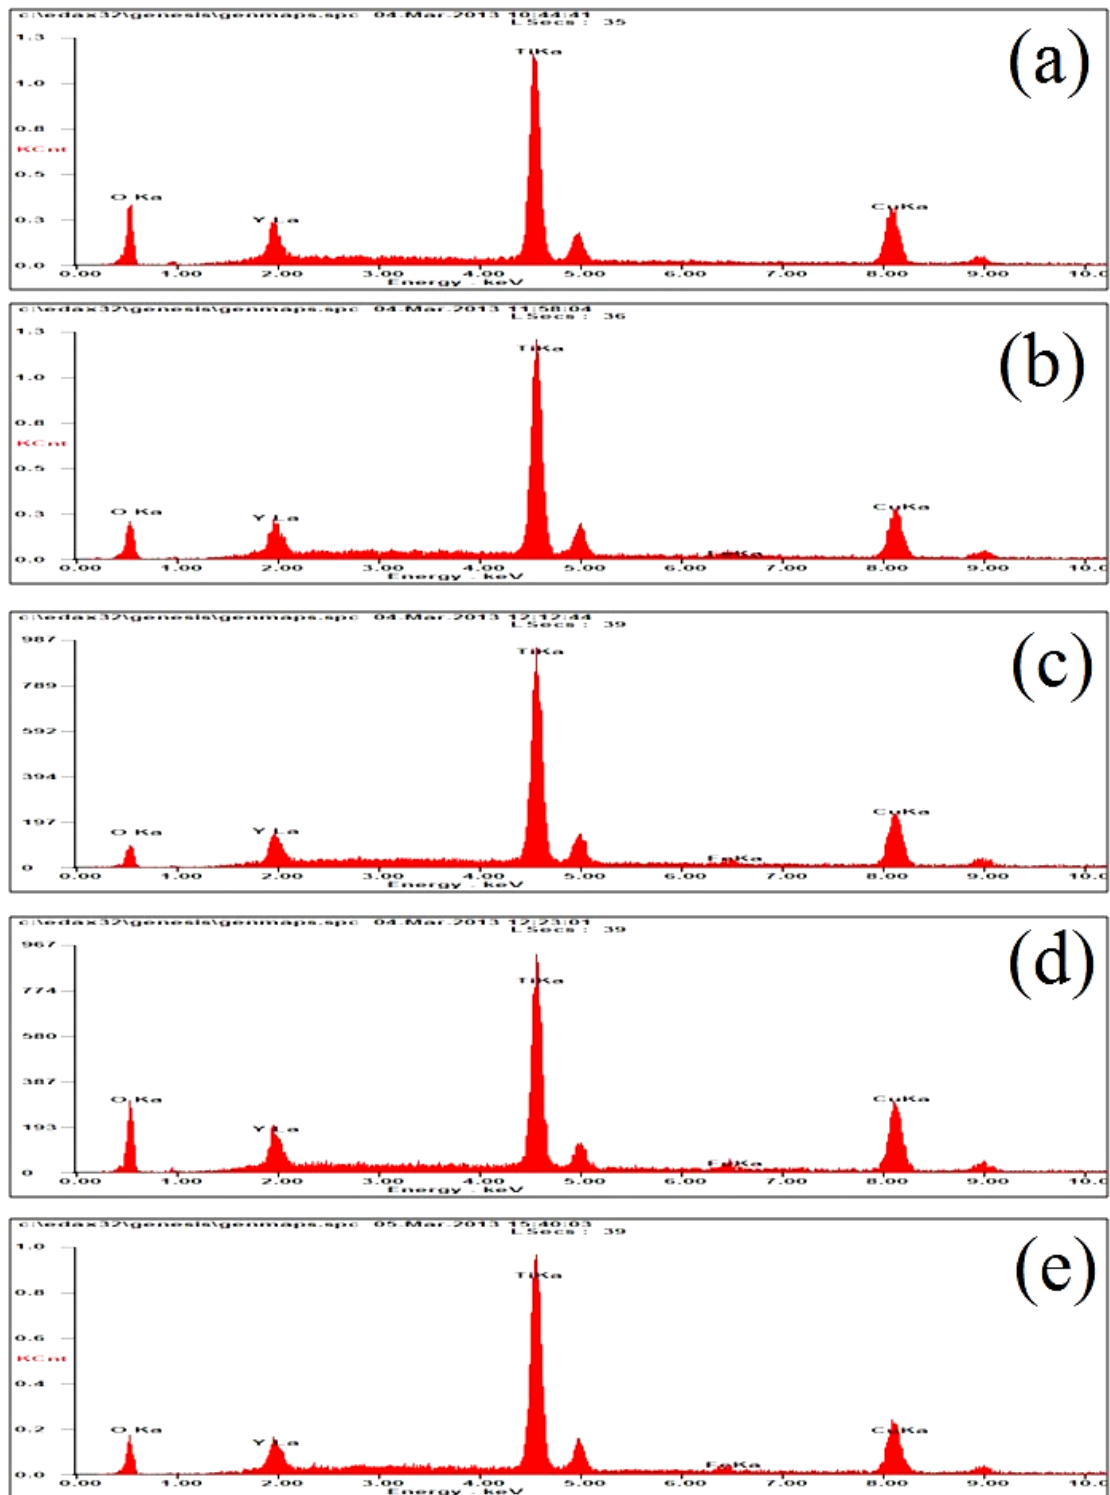 c:\edax32\genesis\genmaps.spc 04-Mar-2013 10:44:41
LSecs : 35
(a)
1.3
1.0
0.8
KCnt
0.5
0.3
0.0
O Ka
Y La
TiKa
CuKa
0.00 1.00 2.00 3.00 4.00 5.00 6.00 7.00 8.00 9.00 10.0
Energy - keV
c:\edax32\genesis\genmaps.spc 04-Mar-2013 11:58:04
LSecs : 36
(b)
1.3
1.0
0.8
KCnt
0.5
0.3
0.0
O Ka
Y La
TiKa
FeKa
CuKa
0.00 1.00 2.00 3.00 4.00 5.00 6.00 7.00 8.00 9.00 10.0
Energy - keV
c:\edax32\genesis\genmaps.spc 04-Mar-2013 12:12:44
LSecs : 39
(c)
987
789
592
394
197
0
O Ka
Y La
TiKa
FeKa
CuKa
0.00 1.00 2.00 3.00 4.00 5.00 6.00 7.00 8.00 9.00 10.0
Energy - keV
c:\edax32\genesis\genmaps.spc 04-Mar-2013 12:23:01
LSecs : 39
(d)
967
774
580
387
193
0
O Ka
Y La
TiKa
FeKa
CuKa
0.00 1.00 2.00 3.00 4.00 5.00 6.00 7.00 8.00 9.00 10.0
Energy - keV
c:\edax32\genesis\genmaps.spc 05-Mar-2013 15:40:03
LSecs : 39
(e)
1.0
0.8
0.6
KCnt
0.4
0.2
0.0
O Ka
Y La
TiKa
FeKa
CuKa
0.00 1.00 2.00 3.00 4.00 5.00 6.00 7.00 8.00 9.00 10.0
Energy - keV